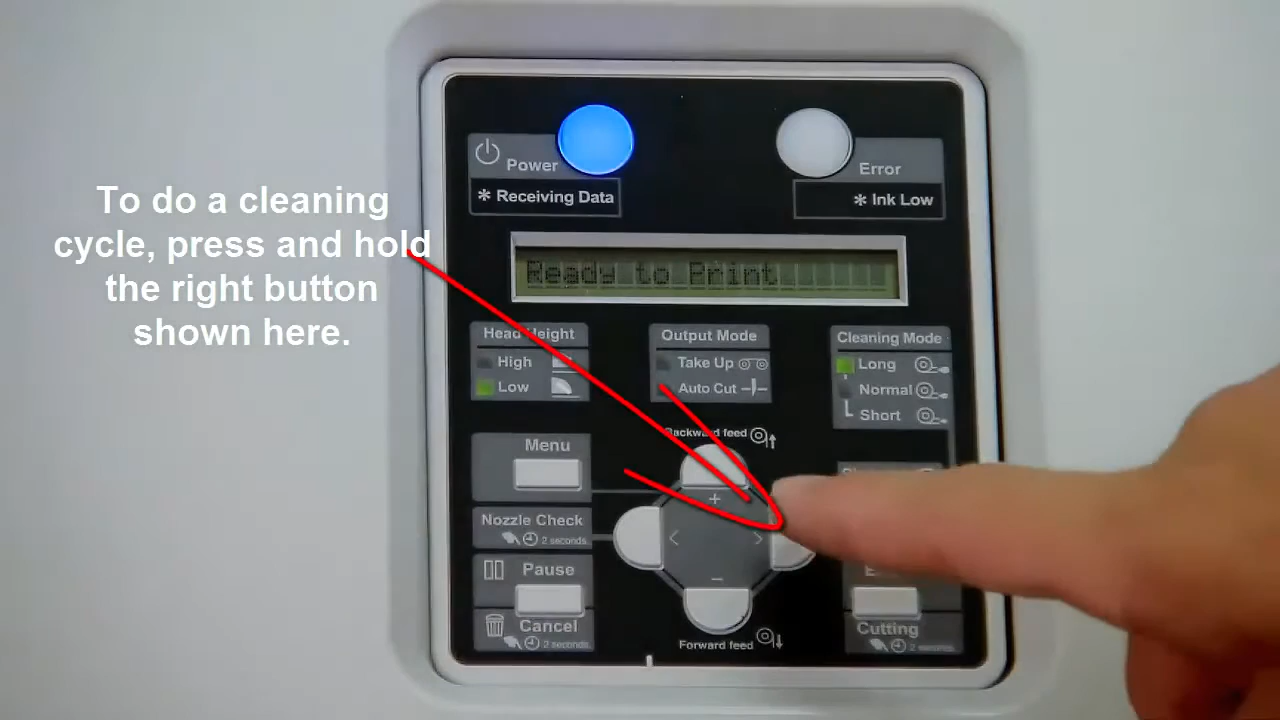 To do a cleaning
cycle, press and hold
the right button
shown here.
Power
* Receiving Data
Error
* Ink Low
Ready to Print
Head Height
High
Low
Output Mode
Take Up
Auto Cut
Cleaning Mode
Long
Normal
Short
Backward feed
Menu
+
Nozzle Check
2 seconds.
< >
Pause
−
Cancel
2 seconds.
Forward feed
Cutting
2 seconds.